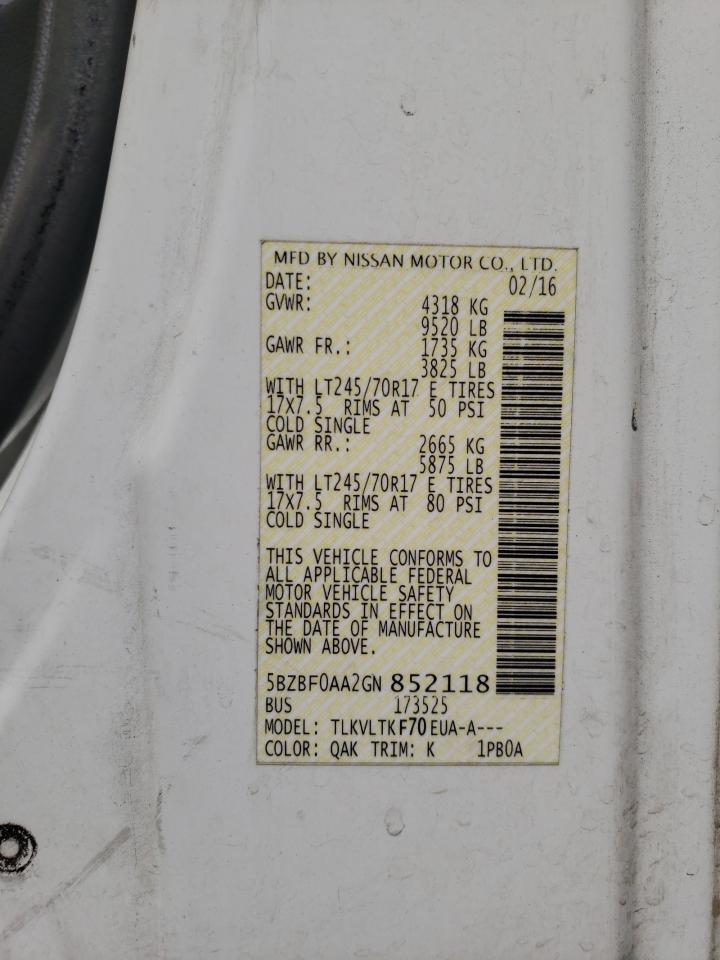 MFD BY NISSAN MOTOR CO., LTD.
DATE: 02/16
GVWR: 4318 KG
9520 LB
GAWR FR.: 1735 KG
3825 LB
WITH LT245/70R17 E TIRES
17X7.5 RIMS AT 50 PSI
COLD SINGLE
GAWR RR.: 2665 KG
5875 LB
WITH LT245/70R17 E TIRES
17X7.5 RIMS AT 80 PSI
COLD SINGLE
THIS VEHICLE CONFORMS TO
ALL APPLICABLE FEDERAL
MOTOR VEHICLE SAFETY
STANDARDS IN EFFECT ON
THE DATE OF MANUFACTURE
SHOWN ABOVE.
5BZBF0AA2GN 852118
BUS 173525
MODEL: TLKVLTKF70EUA-A---
COLOR: QAK TRIM: K 1PB0A